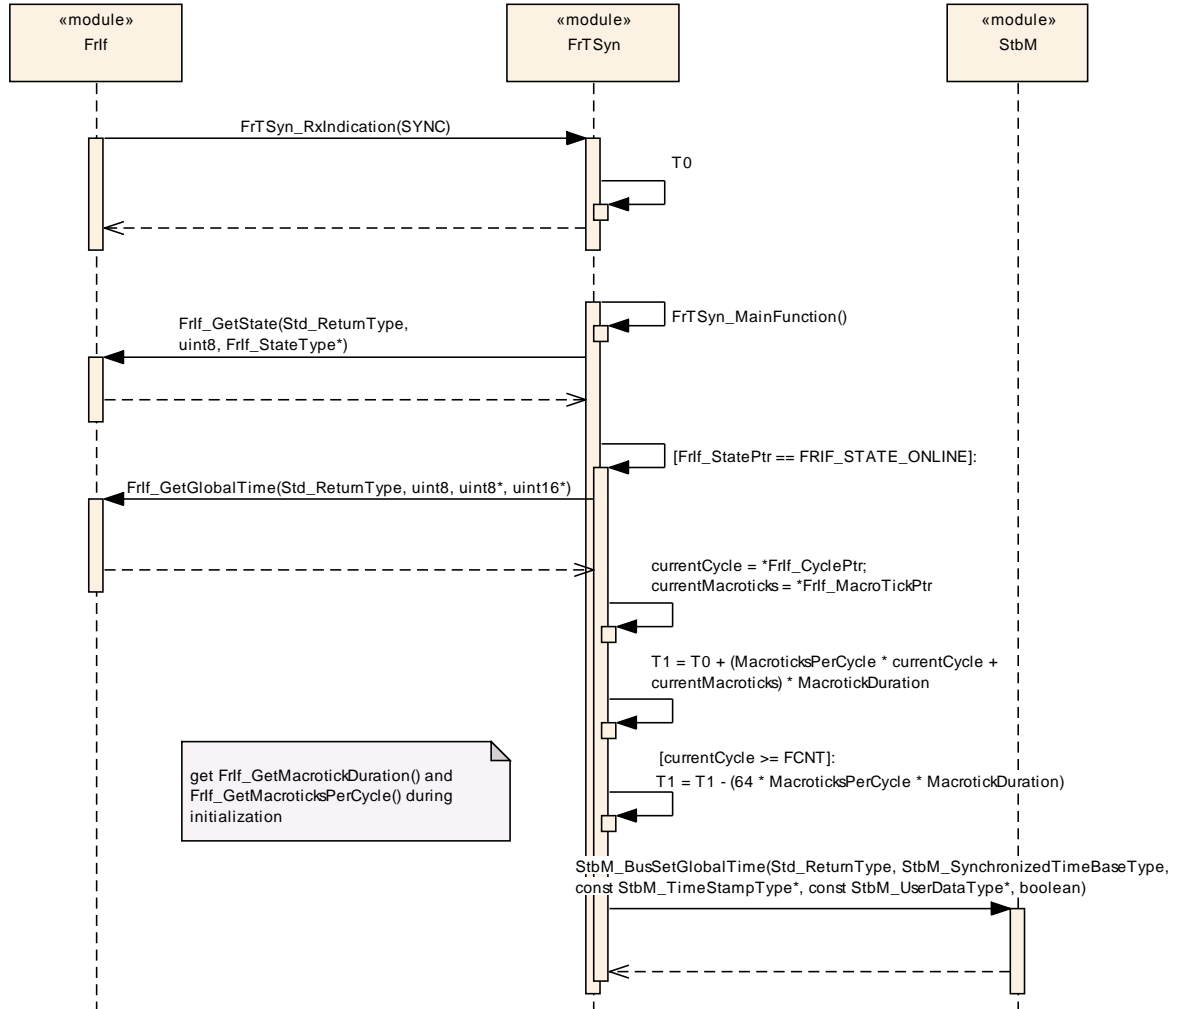 «module»
FrIf
«module»
FrTSyn
«module»
StbM
FrTSyn_RxIndication(SYNC)
T0
FrTSyn_MainFunction()
FrIf_GetState(Std_ReturnType,
uint8, FrIf_StateType*)
[FrIf_StatePtr == FRIF_STATE_ONLINE]:
FrIf_GetGlobalTime(Std_ReturnType, uint8, uint8*, uint16*)
currentCycle = *FrIf_CyclePtr;
currentMacroticks = *FrIf_MacroTickPtr
T1 = T0 + (MacroticksPerCycle * currentCycle +
currentMacroticks) * MacrotickDuration
[currentCycle >= FCNT]:
T1 = T1 - (64 * MacroticksPerCycle * MacrotickDuration)
get FrIf_GetMacrotickDuration() and
FrIf_GetMacroticksPerCycle() during
initialization
StbM_BusSetGlobalTime(Std_ReturnType, StbM_SynchronizedTimeBaseType,
const StbM_TimeStampType*, const StbM_UserDataType*, boolean)